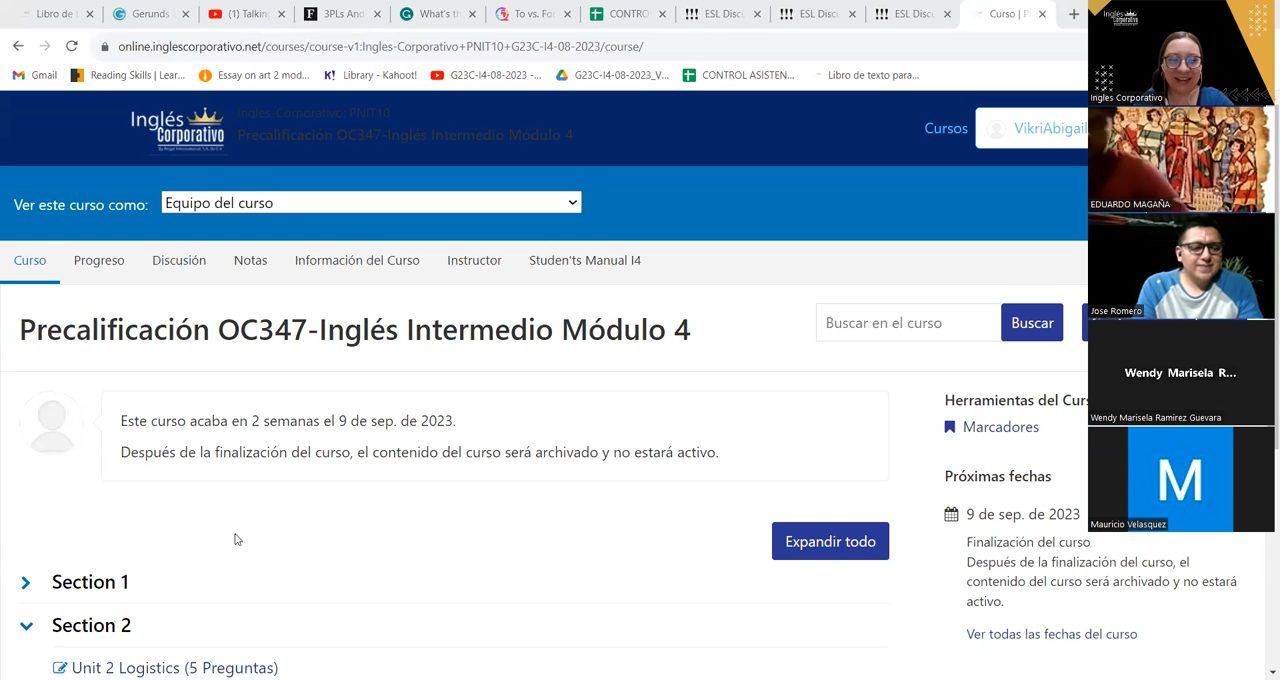 Libro de t
Gerunds
(1) Talkin
3PLs And
What's th
To vs. For
CONTRO
ESL Discu
ESL Discu
ESL Discu
Curso | P
online.inglescorporativo.net/courses/course-v1:Ingles-Corporativo+PNIT10+G23C-I4-08-2023/course/
Gmail
Reading Skills | Lear...
Essay on art 2 mod...
Library - Kahoot!
G23C-I4-08-2023 -...
G23C-I4-08-2023_V...
CONTROL ASISTEN...
Libro de texto para...
Inglés
Corporativo
Ingles-Corporativo: PNIT10
Precalificación OC347-Inglés Intermedio Módulo 4
Cursos
VikriAbigail
Ver este curso como:
Equipo del curso
Curso
Progreso
Discusión
Notas
Información del Curso
Instructor
Studen'ts Manual I4
Precalificación OC347-Inglés Intermedio Módulo 4
Buscar en el curso
Buscar
Este curso acaba en 2 semanas el 9 de sep. de 2023.
Después de la finalización del curso, el contenido del curso será archivado y no estará activo.
Expandir todo
Section 1
Section 2
Unit 2 Logistics (5 Preguntas)
Herramientas del Curs
Marcadores
Próximas fechas
9 de sep. de 2023
Finalización del curso
Después de la finalización del curso, el
contenido del curso será archivado y no estará
activo.
Ver todas las fechas del curso
Inglés
Corporativo
Ingles Corporativo
EDUARDO MAGAÑA
Jose Romero
Wendy Marisela R...
Wendy Marisela Ramirez Guevara
M
Mauricio Velasquez